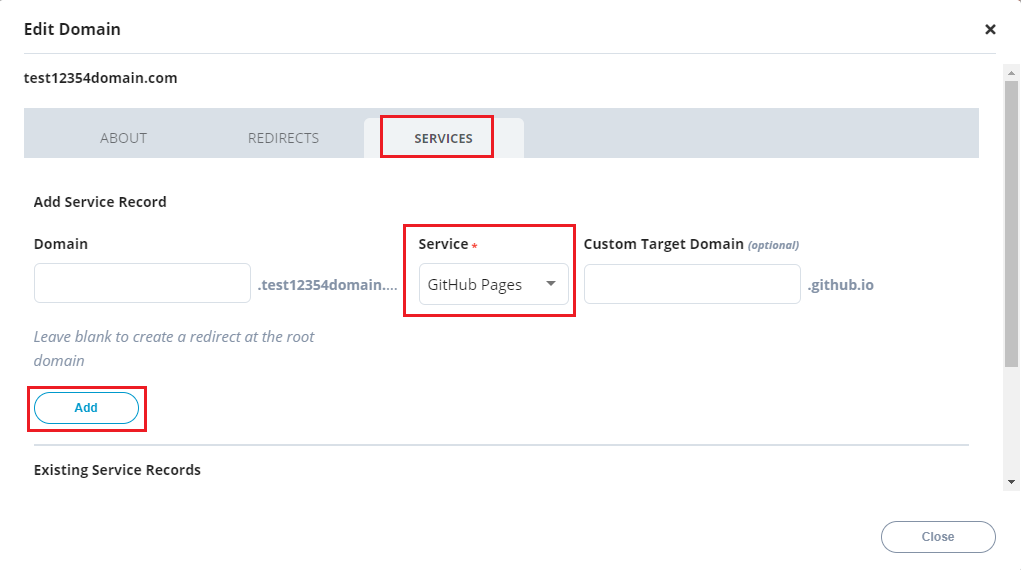 Edit Domain
test12354domain.com
ABOUT
REDIRECTS
SERVICES
Add Service Record
Domain
Service *
Custom Target Domain (optional)
.test12354domain....
GitHub Pages
.github.io
Leave blank to create a redirect at the root
domain
Add
Existing Service Records
Close